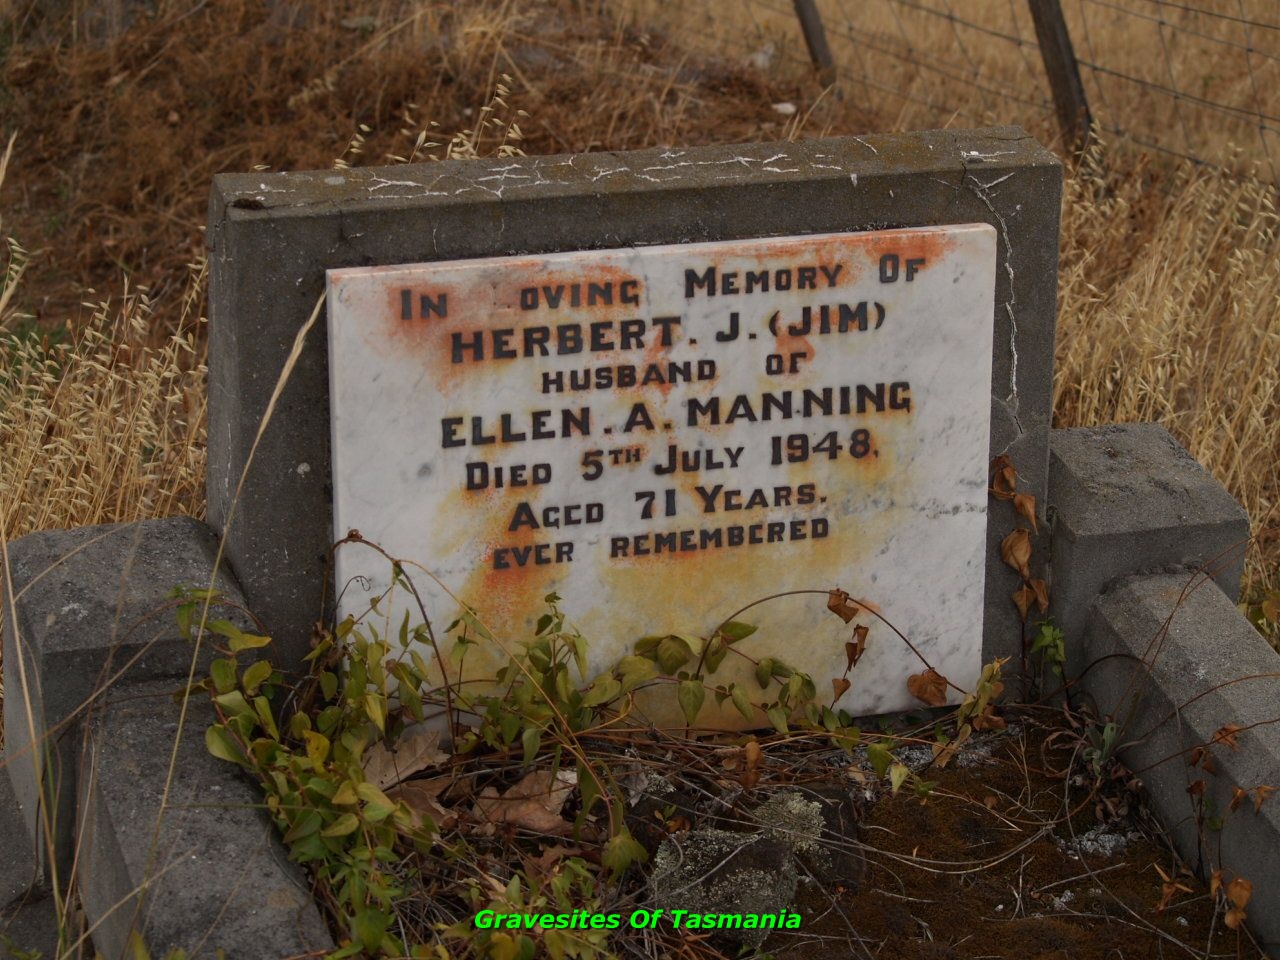 In  oving Memory Of
HERBERT. J. (JIM)
HUSBAND OF
ELLEN. A. MANNING
Died 5TH July 1948.
Aged 71 Years.
EVER REMEMBERED
Gravesites Of Tasmania